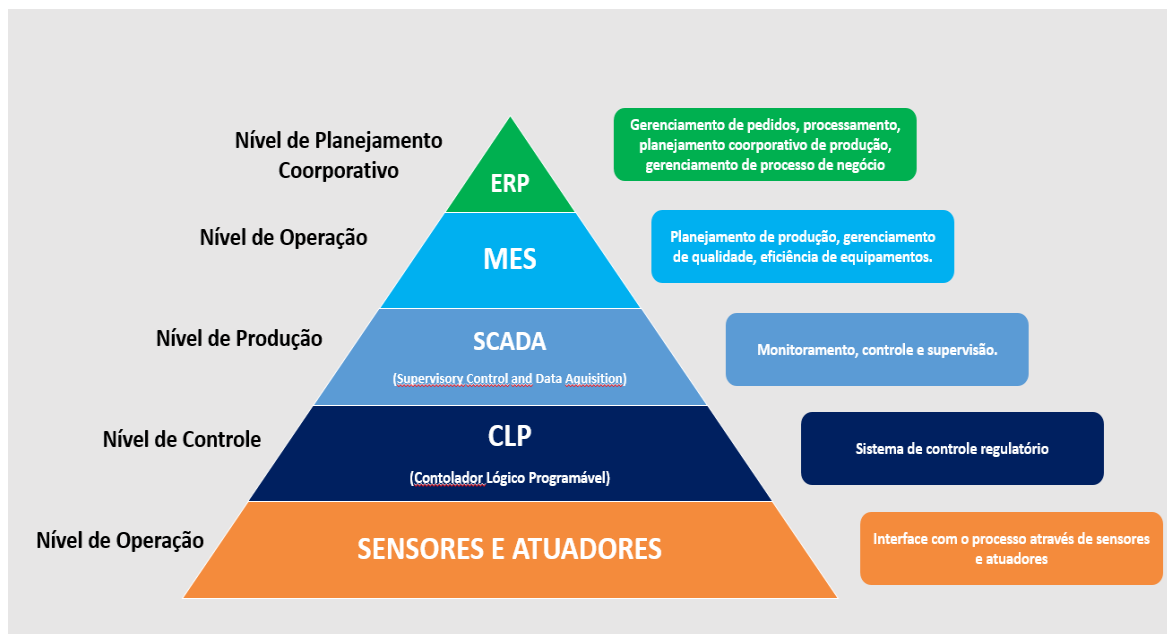 Nível de Planejamento
Coorporativo
ERP
Gerenciamento de pedidos, processamento,
planejamento coorporativo de produção,
gerenciamento de processo de negócio
Nível de Operação
MES
Planejamento de produção, gerenciamento
de qualidade, eficiência de equipamentos.
Nível de Produção
SCADA
(Supervisory Control and Data Aquisition)
Monitoramento, controle e supervisão.
Nível de Controle
CLP
(Contolador Lógico Programável)
Sistema de controle regulatório
Nível de Operação
SENSORES E ATUADORES
Interface com o processo através de sensores
e atuadores